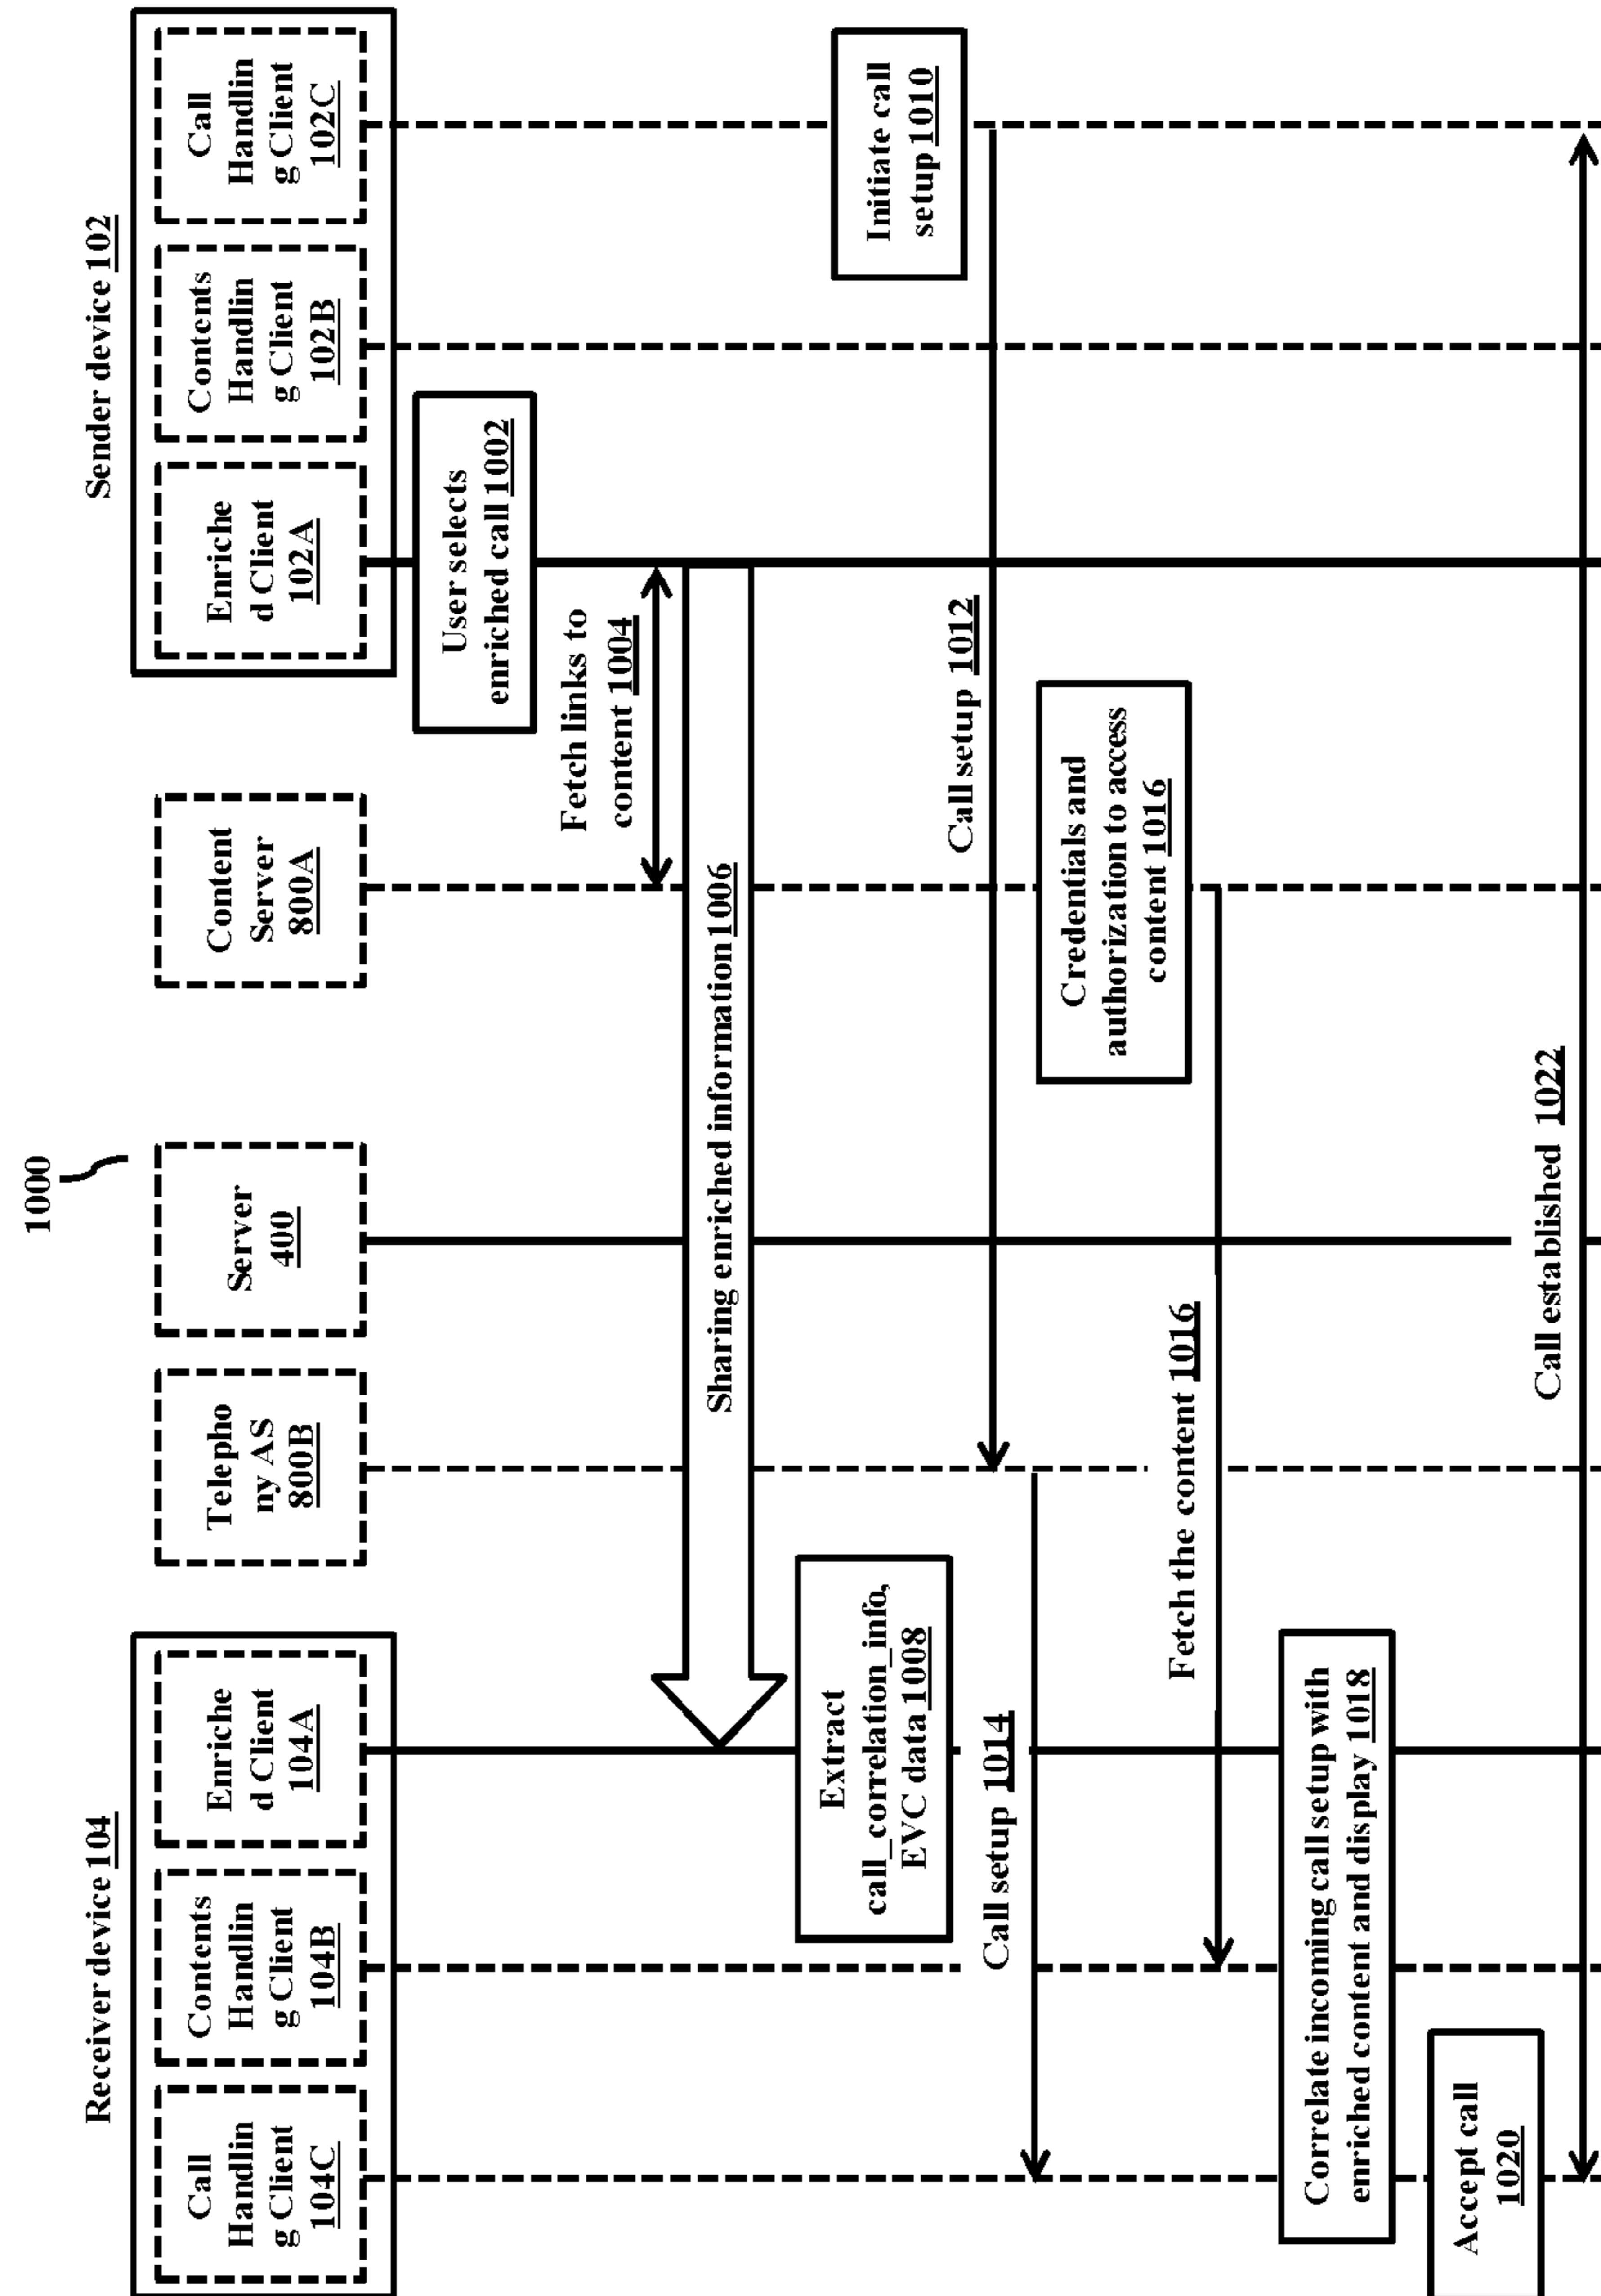 1000
Receiver device 104
Sender device 102
Call
Handlin
g Client
104C
Contents
Handlin
g Client
104B
Enriche
d Client
104A
Telepho
ny AS
800B
Server
400
Content
Server
800A
Enriche
d Client
102A
Contents
Handlin
g Client
102B
Call
Handlin
g Client
102C
User selects
enriched call 1002
Fetch links to
content 1004
Sharing enriched information 1006
Extract
call_correlation_info,
EVC data 1008
Initiate call
setup 1010
Call setup 1012
Call setup 1014
Credentials and
authorization to access
content 1016
Fetch the content 1016
Correlate incoming call setup with
enriched content and display 1018
Accept call
1020
Call established 1022